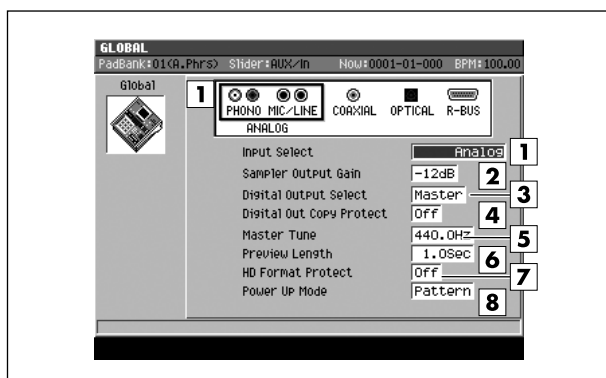 GLOBAL
PadBank:01(A.Phrs) Slider:AUX/In Now:0001-01-000 BPM:100.00
Global
1
PHONO MIC/LINE COAXIAL OPTICAL R-BUS
ANALOG
Input Select Analog 1
Sampler Output Gain -12dB 2
Digital Output Select Master 3
Digital Out Copy Protect Off 4
Master Tune 440.0Hz 5
Preview Length 1.0Sec 6
HD Format Protect Off 7
Power Up Mode Pattern 8